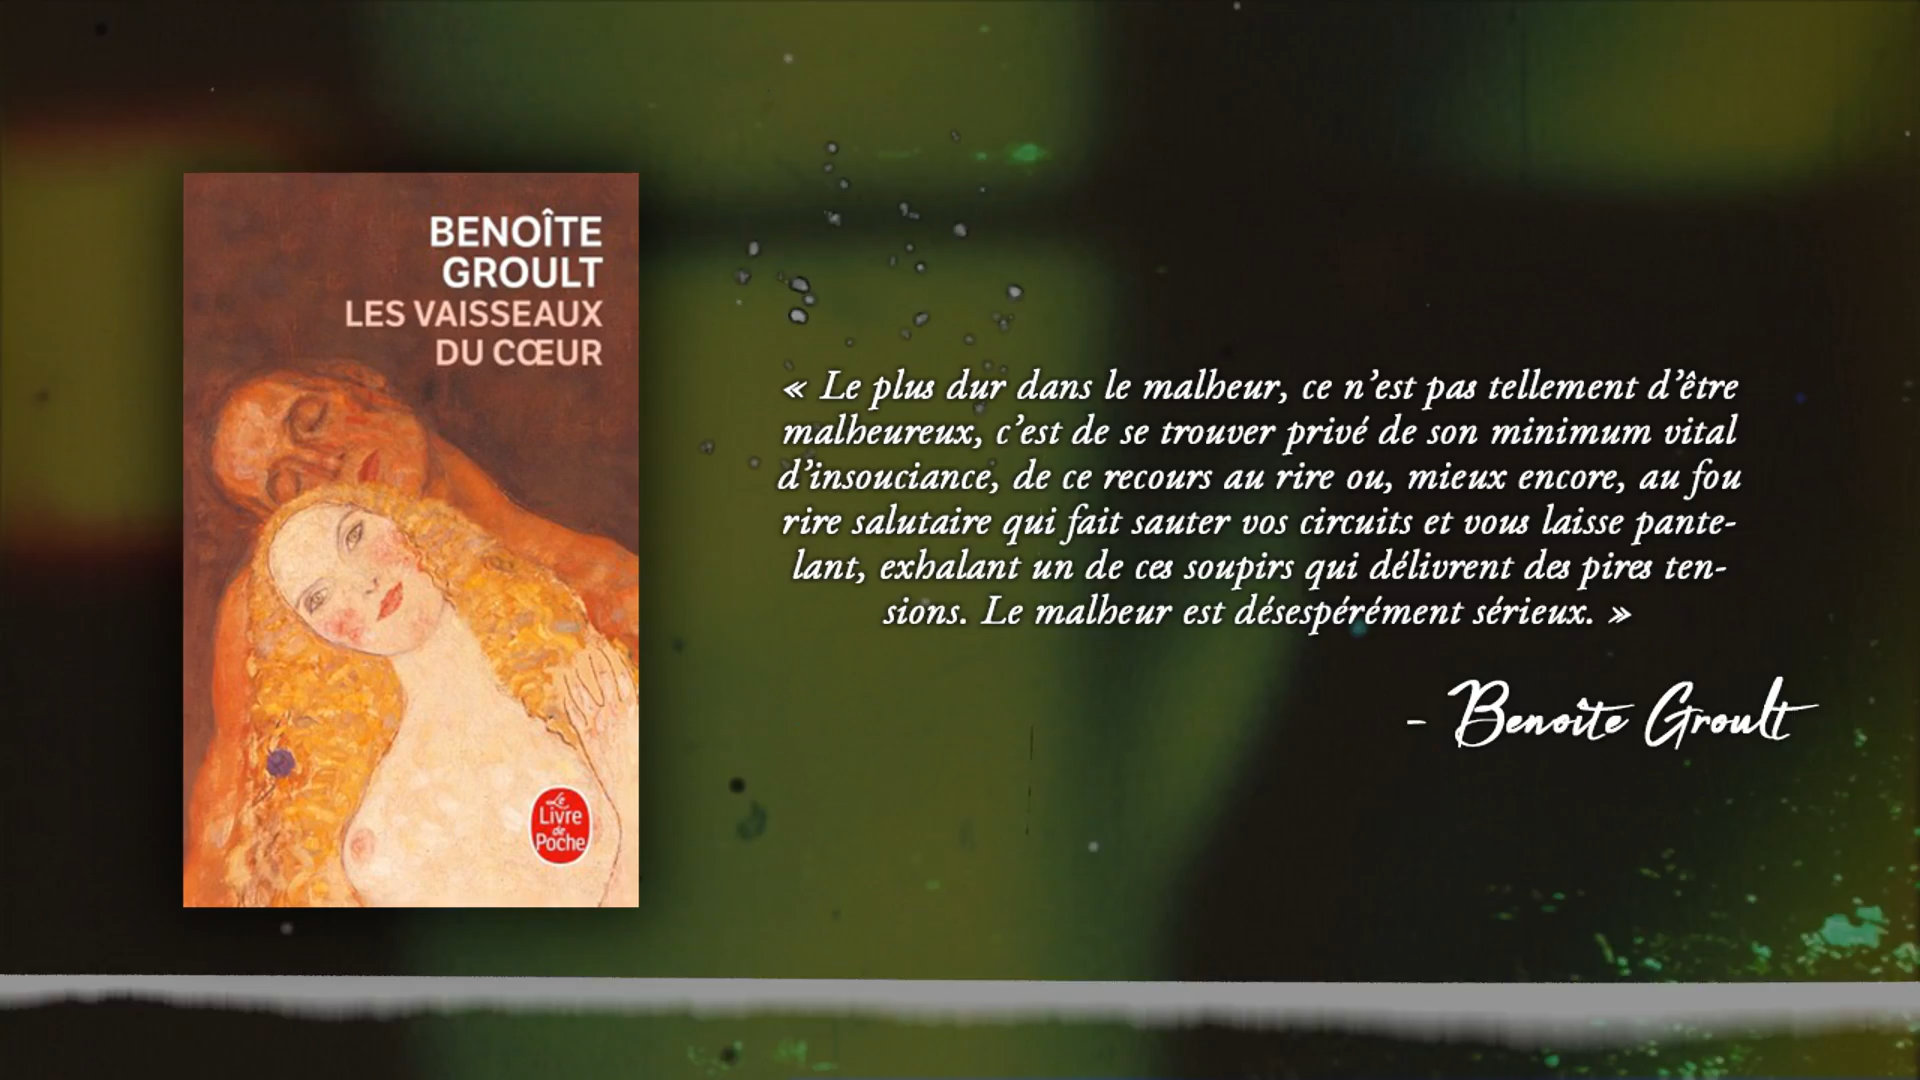 BENOÎTE
GROULT
LES VAISSEAUX
DU CŒUR
Le
Livre
de
Poche
« Le plus dur dans le malheur, ce n’est pas tellement d’être
malheureux, c’est de se trouver privé de son minimum vital
d’insouciance, de ce recours au rire ou, mieux encore, au fou
rire salutaire qui fait sauter vos circuits et vous laisse pante-
lant, exhalant un de ces soupirs qui délivrent des pires ten-
sions. Le malheur est désespérément sérieux. »
- Benoîte Groult